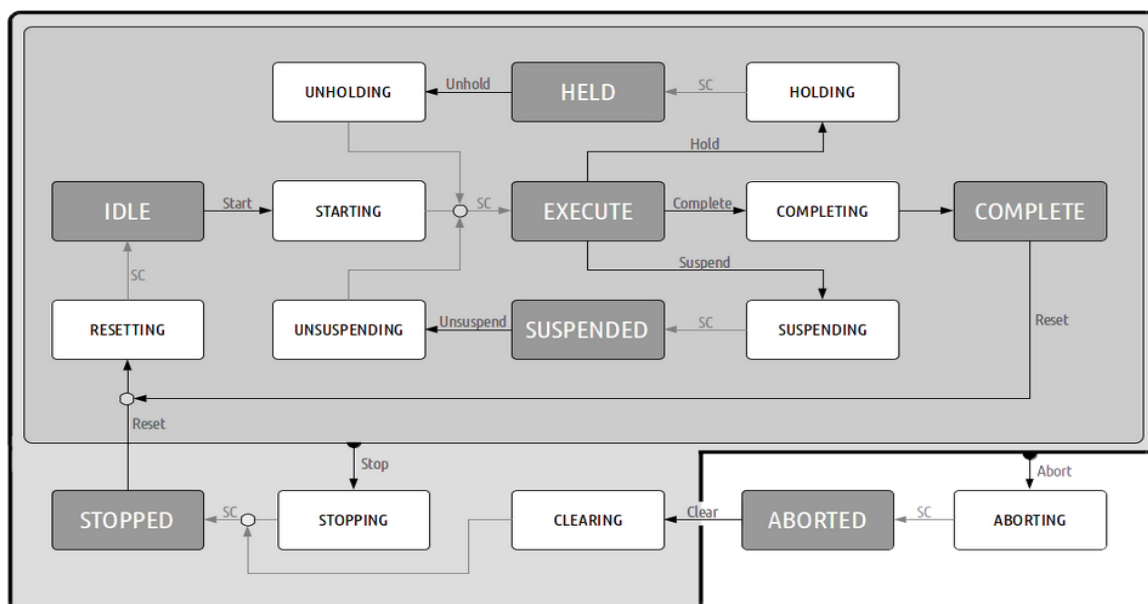 UNHOLDING
Unhold
HELD
SC
HOLDING
Hold
IDLE
Start
STARTING
SC
EXECUTE
Complete
COMPLETING
COMPLETE
SC
Suspend
RESETTING
UNSUSPENDING
Unsuspend
SUSPENDED
SC
SUSPENDING
Reset
Reset
Stop
Abort
STOPPED
SC
STOPPING
CLEARING
Clear
ABORTED
SC
ABORTING